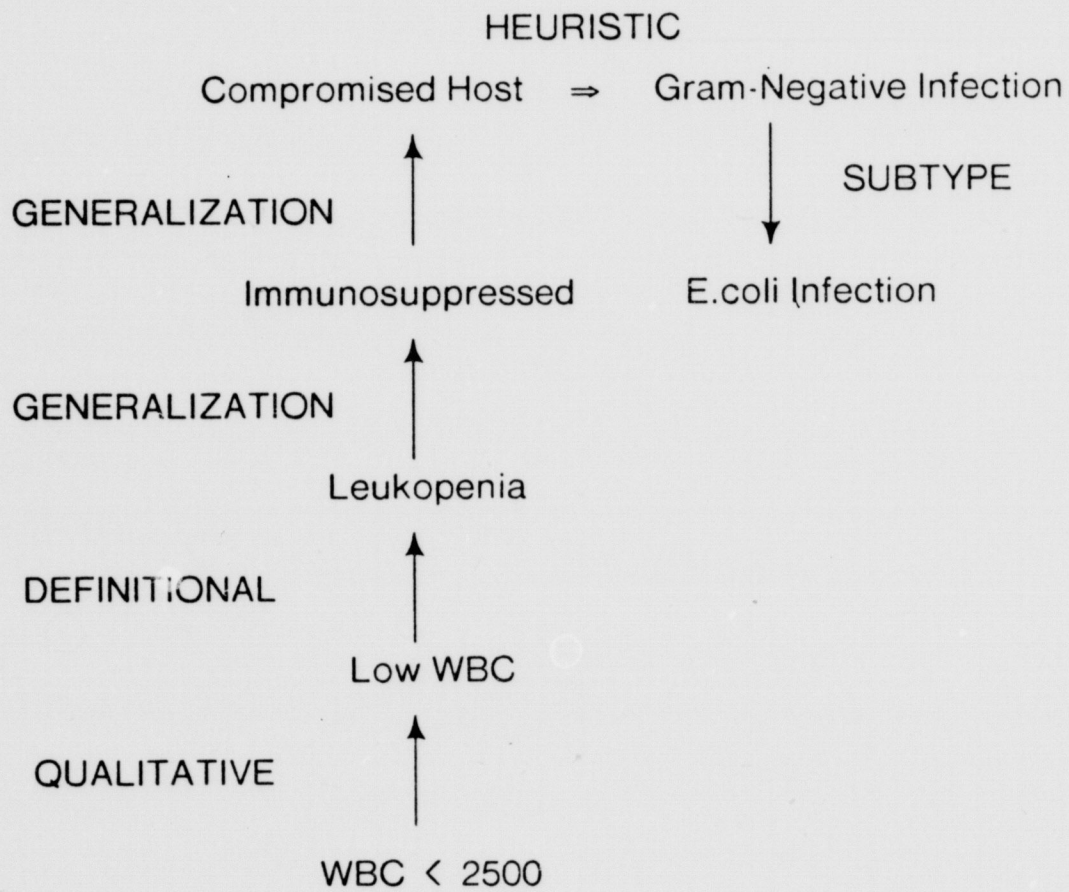 HEURISTIC
Compromised Host ⇒ Gram-Negative Infection
SUBTYPE
GENERALIZATION
Immunosuppressed E.coli Infection
GENERALIZATION
Leukopenia
DEFINITIONAL
Low WBC
QUALITATIVE
WBC < 2500